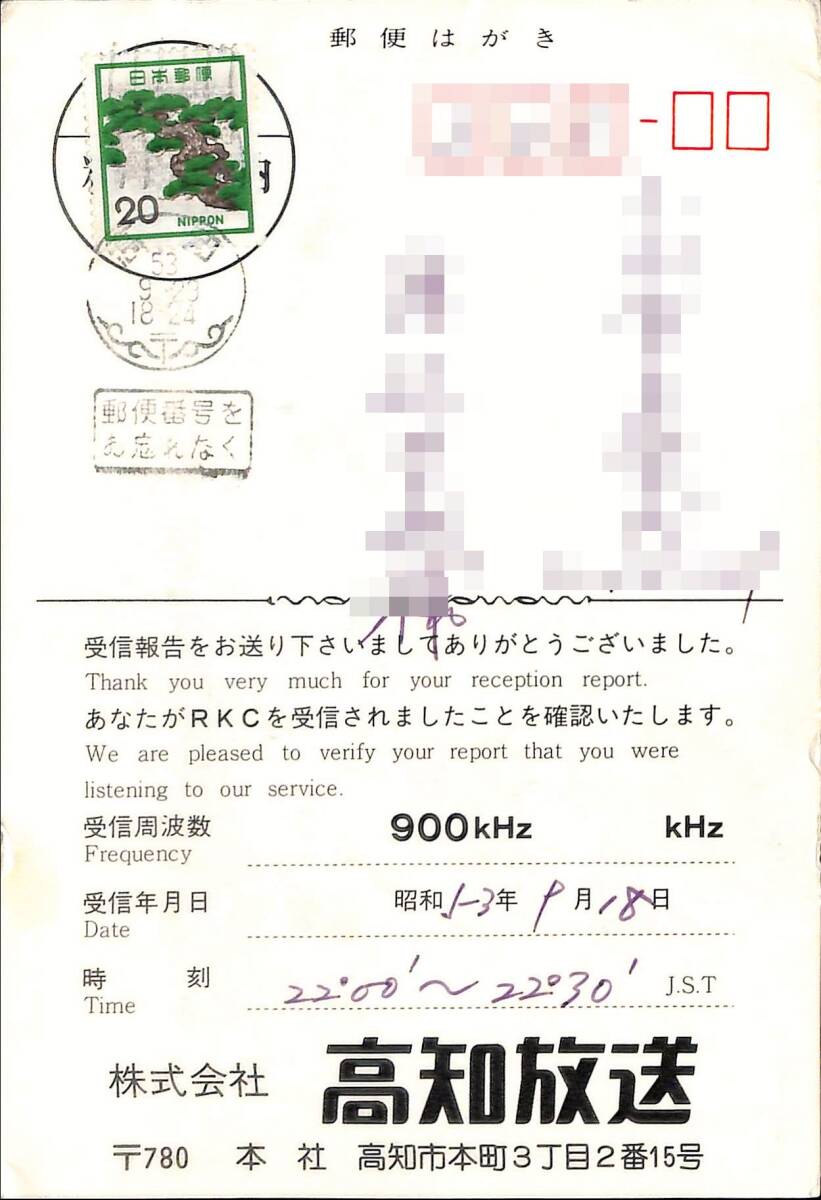 郵便はがき
日本郵便
20
NIPPON
53
18-24
郵便番号を
お忘れなく
受信報告をお送り下さいましてありがとうございました。
Thank you very much for your reception report.
あなたがRKCを受信されましたことを確認いたします。
We are pleased to verify your report that you were
listening to our service.
受信周波数 900kHz kHz
Frequency
受信年月日 昭和53年9月18日
Date
時刻 22:00'〜22:30' J.S.T
Time
株式会社 高知放送
〒780 本社 高知市本町3丁目2番15号